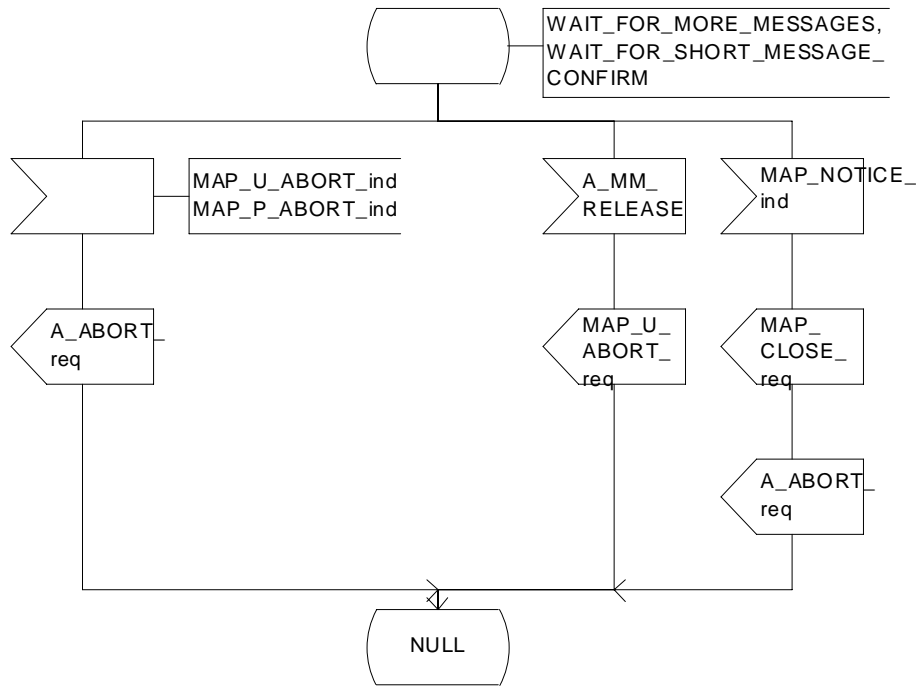 WAIT_FOR_MORE_MESSAGES,
WAIT_FOR_SHORT_MESSAGE_
CONFIRM
MAP_U_ABORT_ind
MAP_P_ABORT_ind
A_MM_
RELEASE
MAP_NOTICE_
ind
A_ABORT_
req
MAP_U_
ABORT_
req
MAP_
CLOSE_
req
A_ABORT_
req
NULL